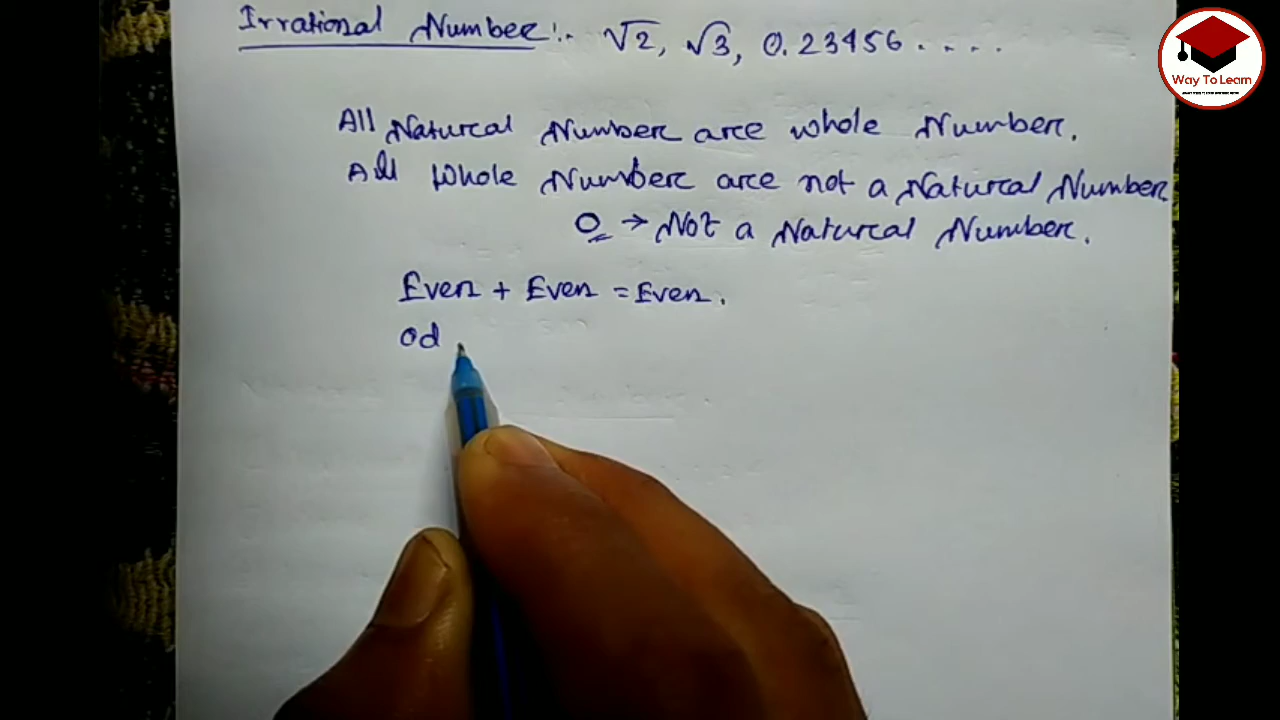 Irrational Number :- √2, √3, 0.23456 ....
All Natural Number are whole Number.
All Whole Number are not a Natural Number.
0 → Not a Natural Number.
Even + Even = Even.
Od
Way To Learn